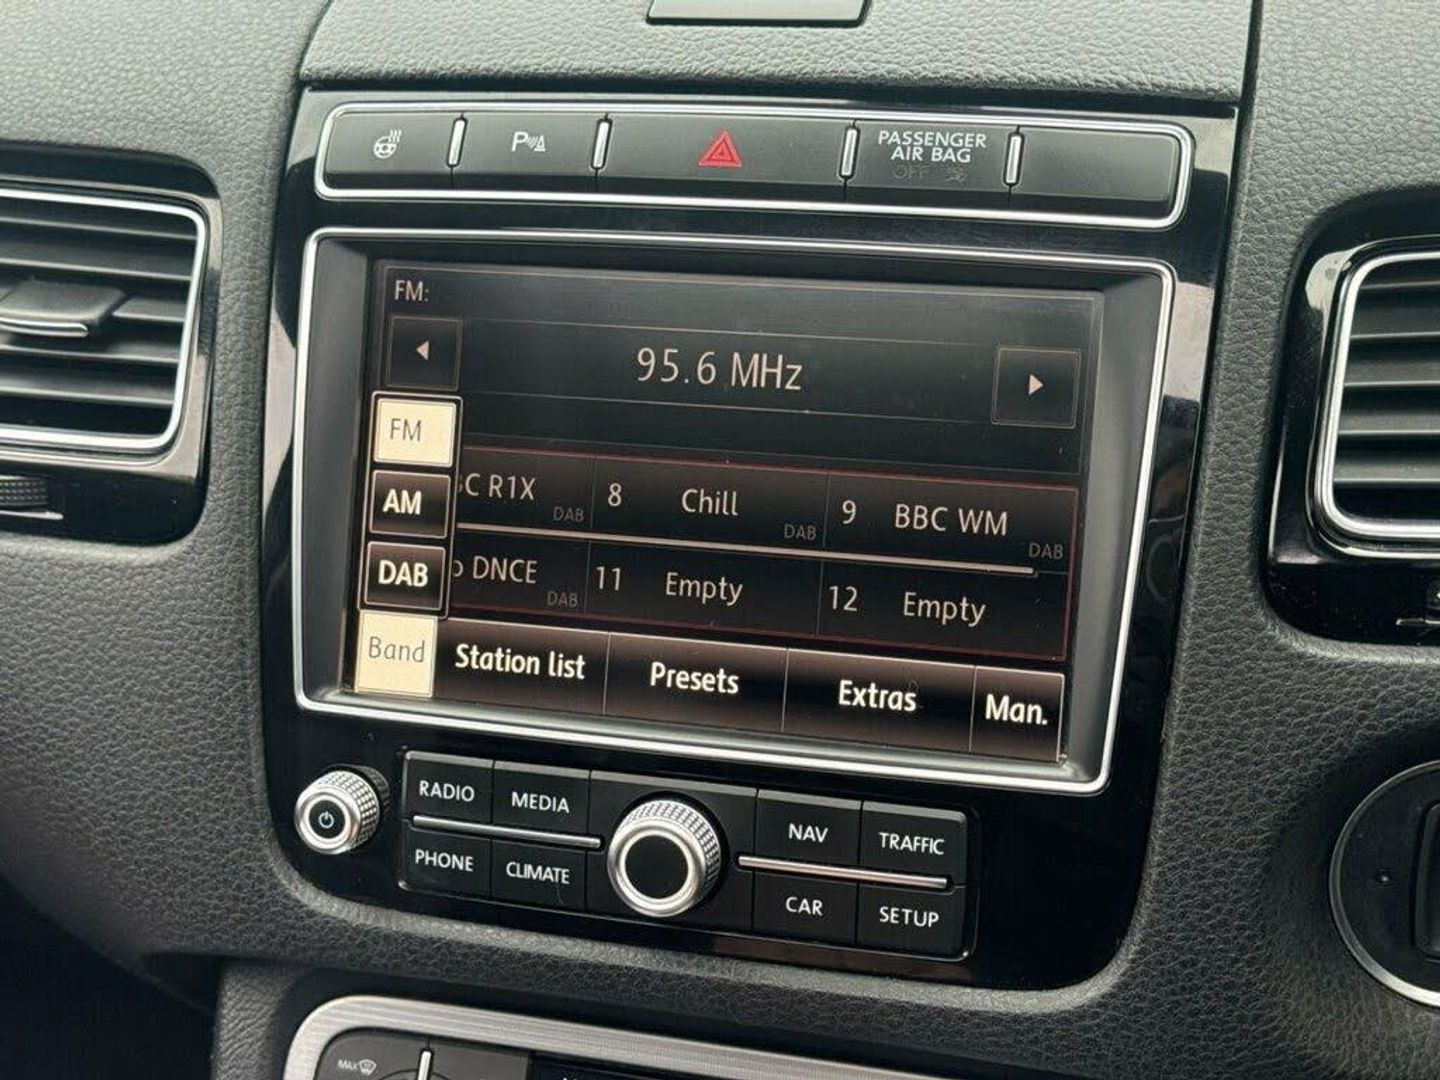 P
PASSENGER
AIR BAG
OFF
FM:
95.6 MHz
FM
AM
DAB
Band
C R1X DAB
8 Chill DAB
9 BBC WM DAB
DNCE DAB
11 Empty
12 Empty
Station list
Presets
Extras
Man.
RADIO
MEDIA
NAV
TRAFFIC
PHONE
CLIMATE
CAR
SETUP
MAX